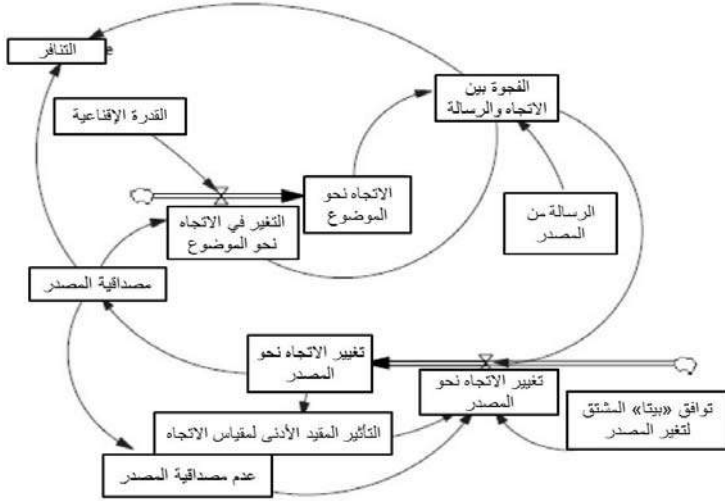 التنافر
e
الفجوة بين
الاتجاه والرسالة
القدرة الإقناعية
الاتجاه نحو
الموضوع
التغير في الاتجاه
نحو الموضوع
الرسالة من
المصدر
مصداقية المصدر
تغيير الاتجاه نحو
المصدر
تغيير الاتجاه نحو
المصدر
توافق «بيتا» المشتق
لتغير المصدر
التأثير المقيد الأدنى لمقياس الاتجاه
عدم مصداقية المصدر